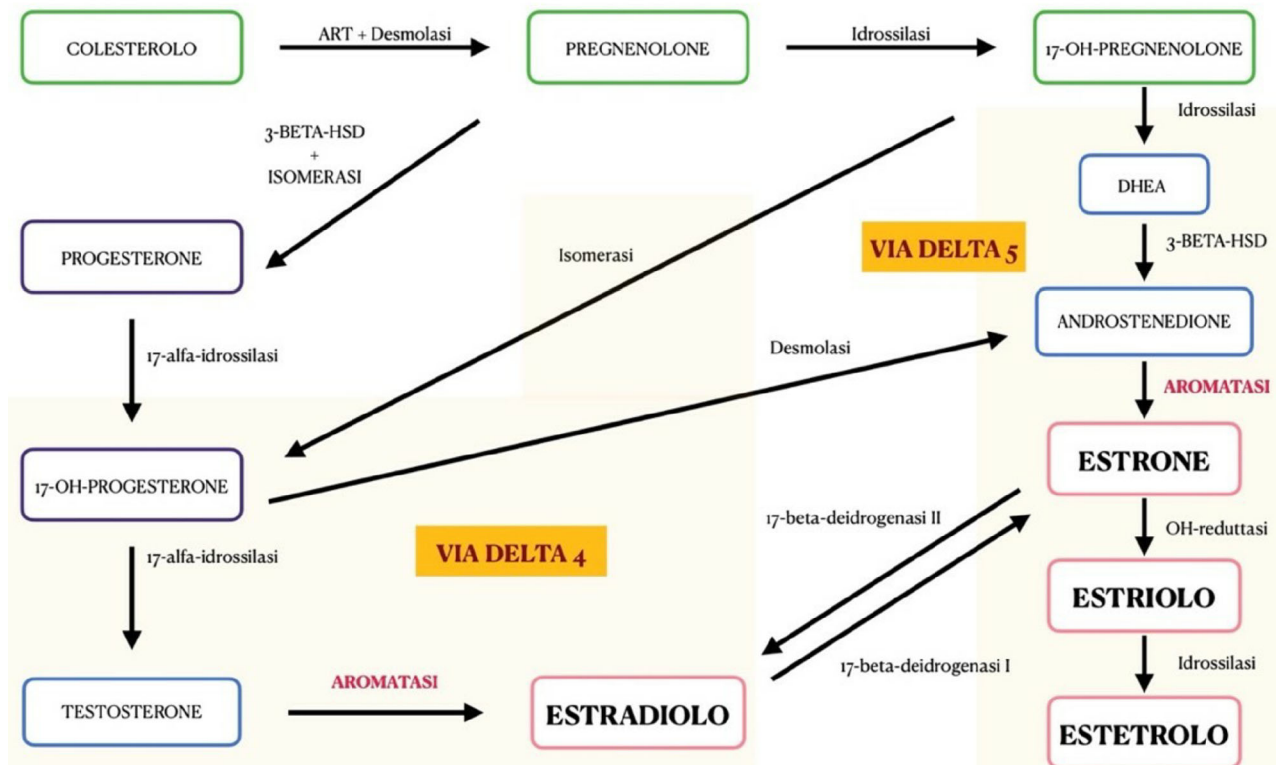 COLESTEROLO
ART + Desmolasi
PREGNENOLONE
Idrossilasi
17-OH-PREGNENOLONE
Idrossilasi
3-BETA-HSD
+
ISOMERASI
DHEA
PROGESTERONE
Isomerasi
VIA DELTA 5
3-BETA-HSD
ANDROSTENEDIONE
17-alfa-idrossilasi
Desmolasi
AROMATASI
ESTRONE
17-OH-PROGESTERONE
17-beta-deidrogenasi II
OH-reduttasi
17-alfa-idrossilasi
VIA DELTA 4
ESTRIOLO
17-beta-deidrogenasi I
Idrossilasi
TESTOSTERONE
AROMATASI
ESTRADIOLO
ESTETROLO